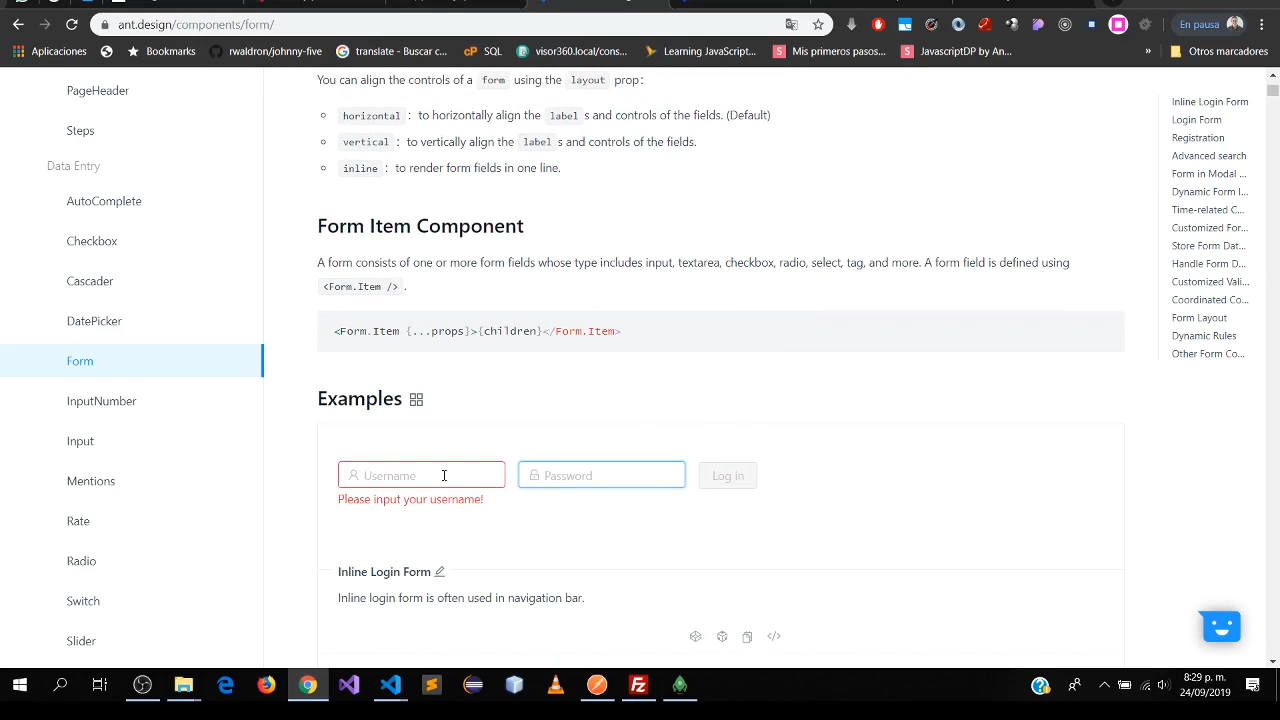 ant.design/components/form/
En pausa
Aplicaciones
Bookmarks
rwaldron/johnny-five
translate - Buscar c...
cP SQL
visor360.local/cons...
Learning JavaScript...
Mis primeros pasos...
JavascriptDP by An...
»
Otros marcadores
PageHeader
Steps
Data Entry
AutoComplete
Checkbox
Cascader
DatePicker
Form
InputNumber
Input
Mentions
Rate
Radio
Switch
Slider
You can align the controls of a form using the layout prop:
horizontal : to horizontally align the label s and controls of the fields. (Default)
vertical : to vertically align the label s and controls of the fields.
inline : to render form fields in one line.
Form Item Component
A form consists of one or more form fields whose type includes input, textarea, checkbox, radio, select, tag, and more. A form field is defined using
<Form.Item /> .
<Form.Item {...props}>{children}</Form.Item>
Examples
Username
Password
Log in
Please input your username!
Inline Login Form
Inline login form is often used in navigation bar.
</>
Inline Login Form
Login Form
Registration
Advanced search
Form in Modal ...
Dynamic Form I...
Time-related C...
Customized For...
Store Form Dat...
Handle Form D...
Customized Vali...
Coordinated Co...
Form Layout
Dynamic Rules
Other Form Co...
8:29 p. m.
24/09/2019